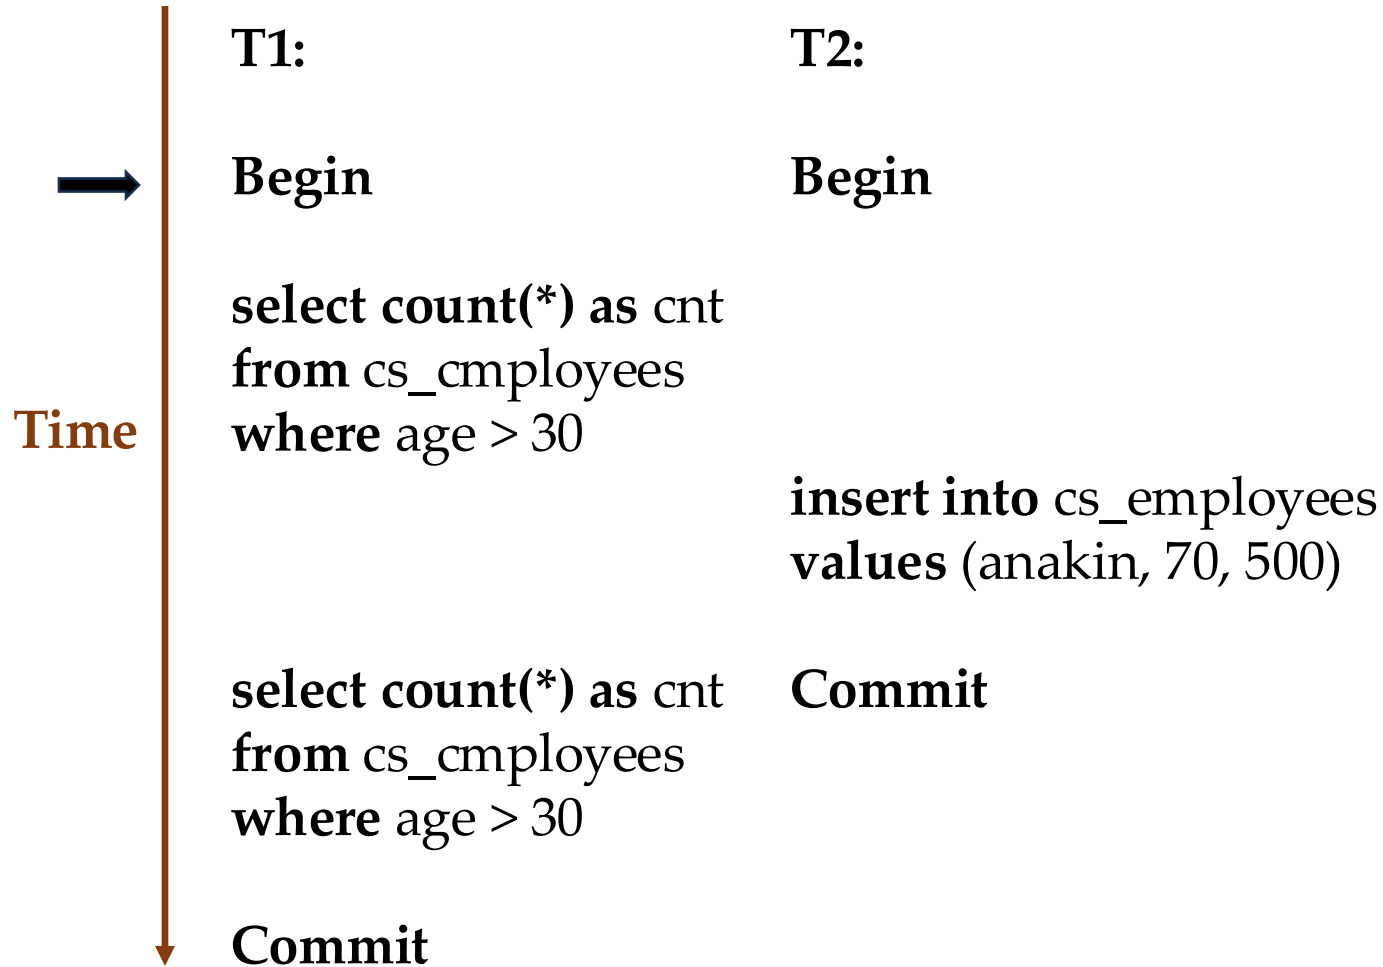 T1:
T2:
Begin
Begin
select count(*) as cnt
from cs_cmployees
where age > 30
Time
insert into cs_employees
values (anakin, 70, 500)
select count(*) as cnt
Commit
from cs_cmployees
where age > 30
Commit